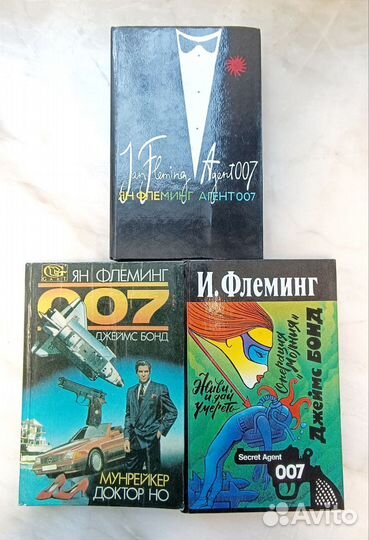 Jan Fleming Agent 007
ЯН ФЛЕМИНГ АГЕНТ 007
ЯН ФЛЕМИНГ
007
ДЖЕЙМС БОНД
МУНРЕЙКЕР
ДОКТОР НО
И. Флеминг
Живи
и дай
умереть
Операция
Молния и
Джеймс БОНД
Secret Agent
007
Avito